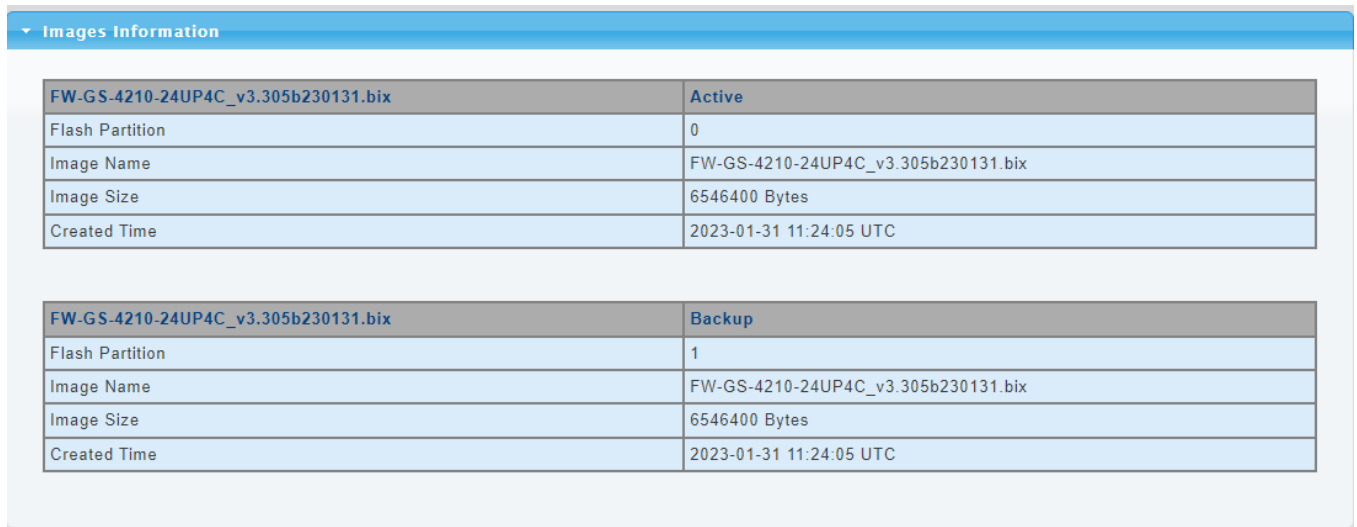 Images Information
FW-GS-4210-24UP4C_v3.305b230131.bix Active
Flash Partition 0
Image Name FW-GS-4210-24UP4C_v3.305b230131.bix
Image Size 6546400 Bytes
Created Time 2023-01-31 11:24:05 UTC
FW-GS-4210-24UP4C_v3.305b230131.bix Backup
Flash Partition 1
Image Name FW-GS-4210-24UP4C_v3.305b230131.bix
Image Size 6546400 Bytes
Created Time 2023-01-31 11:24:05 UTC